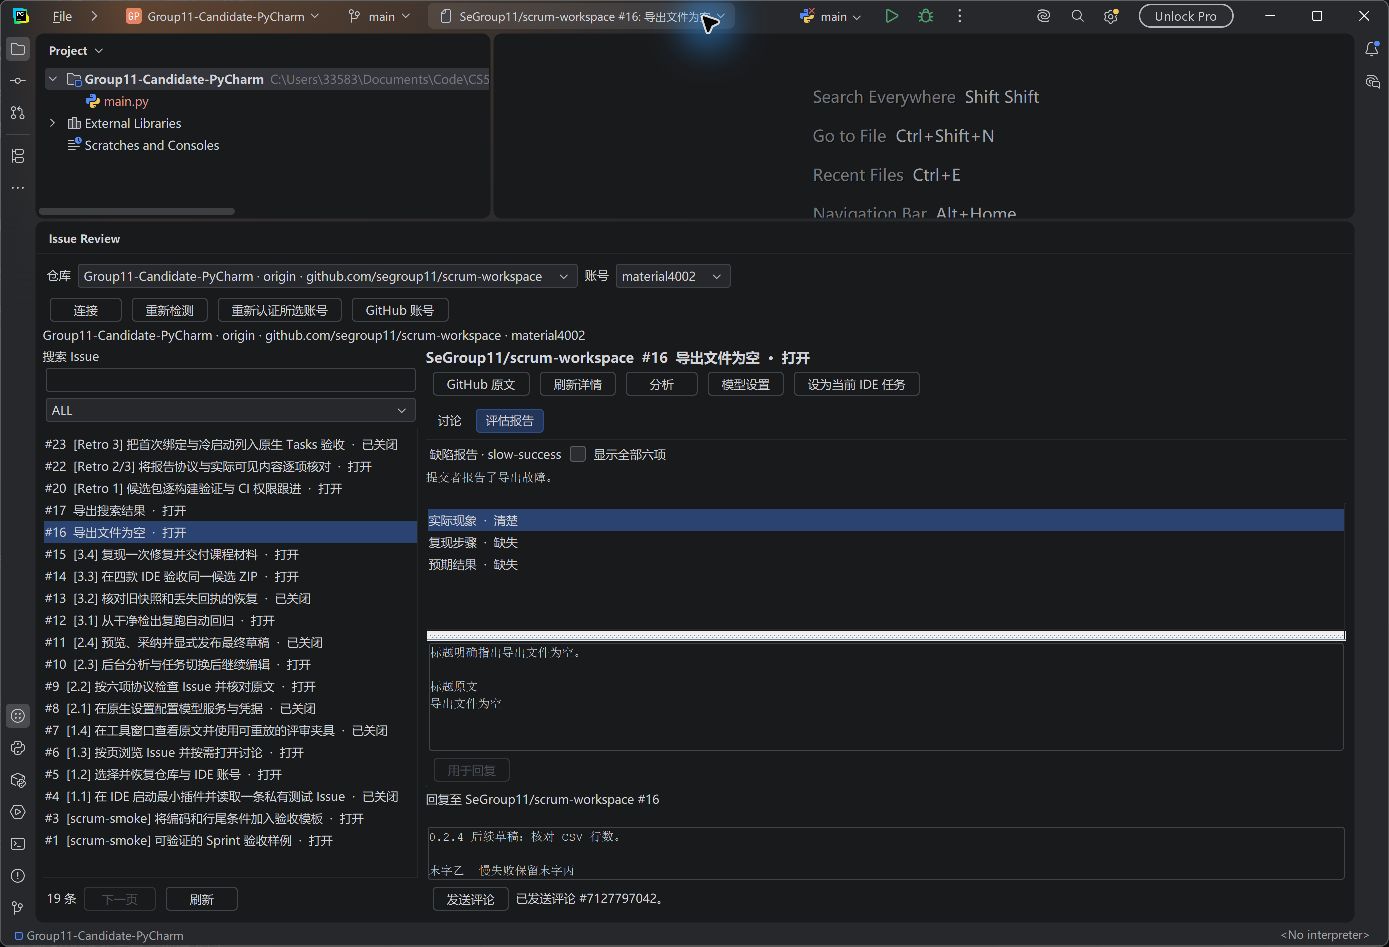 PC File GP Group11-Candidate-PyCharm main SeGroup11/scrum-workspace #16: 导出文件为空 main Unlock Pro
Project
Group11-Candidate-PyCharm C:\Users\33583\Documents\Code\CS5
main.py
External Libraries
Scratches and Consoles
Search Everywhere Shift Shift
Go to File Ctrl+Shift+N
Recent Files Ctrl+E
Navigation Bar Alt+Home
Issue Review
仓库 Group11-Candidate-PyCharm · origin · github.com/segroup11/scrum-workspace 账号 material4002
连接 重新检测 重新认证所选账号 GitHub 账号
Group11-Candidate-PyCharm · origin · github.com/segroup11/scrum-workspace · material4002
搜索 Issue
ALL
#23 [Retro 3] 把首次绑定与冷启动列入原生 Tasks 验收 · 已关闭
#22 [Retro 2/3] 将报告协议与实际可见内容逐项核对 · 打开
#20 [Retro 1] 候选包逐构建验证与 CI 权限跟进 · 打开
#17 导出搜索结果 · 打开
#16 导出文件为空 · 打开
#15 [3.4] 复现一次修复并交付课程材料 · 打开
#14 [3.3] 在四款 IDE 验收同一候选 ZIP · 打开
#13 [3.2] 核对旧快照和丢失回执的恢复 · 已关闭
#12 [3.1] 从干净检出复跑自动回归 · 打开
#11 [2.4] 预览、采纳并显式发布最终草稿 · 已关闭
#10 [2.3] 后台分析与任务切换后继续编辑 · 打开
#9 [2.2] 按六项协议检查 Issue 并核对原文 · 打开
#8 [2.1] 在原生设置配置模型服务与凭据 · 已关闭
#7 [1.4] 在工具窗口查看原文并使用可重放的评审夹具 · 已关闭
#6 [1.3] 按页浏览 Issue 并按需打开讨论 · 打开
#5 [1.2] 选择并恢复仓库与 IDE 账号 · 打开
#4 [1.1] 在 IDE 启动最小插件并读取一条私有测试 Issue · 已关闭
#3 [scrum-smoke] 将编码和行尾条件加入验收模板 · 打开
#1 [scrum-smoke] 可验证的 Sprint 验收样例 · 打开
19 条 下一页 刷新
SeGroup11/scrum-workspace #16 导出文件为空 • 打开
GitHub 原文 刷新详情 分析 模型设置 设为当前 IDE 任务
讨论 评估报告
缺陷报告 · slow-success 显示全部六项
提交者报告了导出故障。
实际现象 · 清楚
复现步骤 · 缺失
预期结果 · 缺失
标题明确指出导出文件为空。
标题原文
导出文件为空
用于回复
回复至 SeGroup11/scrum-workspace #16
0.2.4 后续草稿：核对 CSV 行数。
末字乙 慢失败保留末字丙
发送评论 已发送评论 #7127797042。
Group11-Candidate-PyCharm <No interpreter>